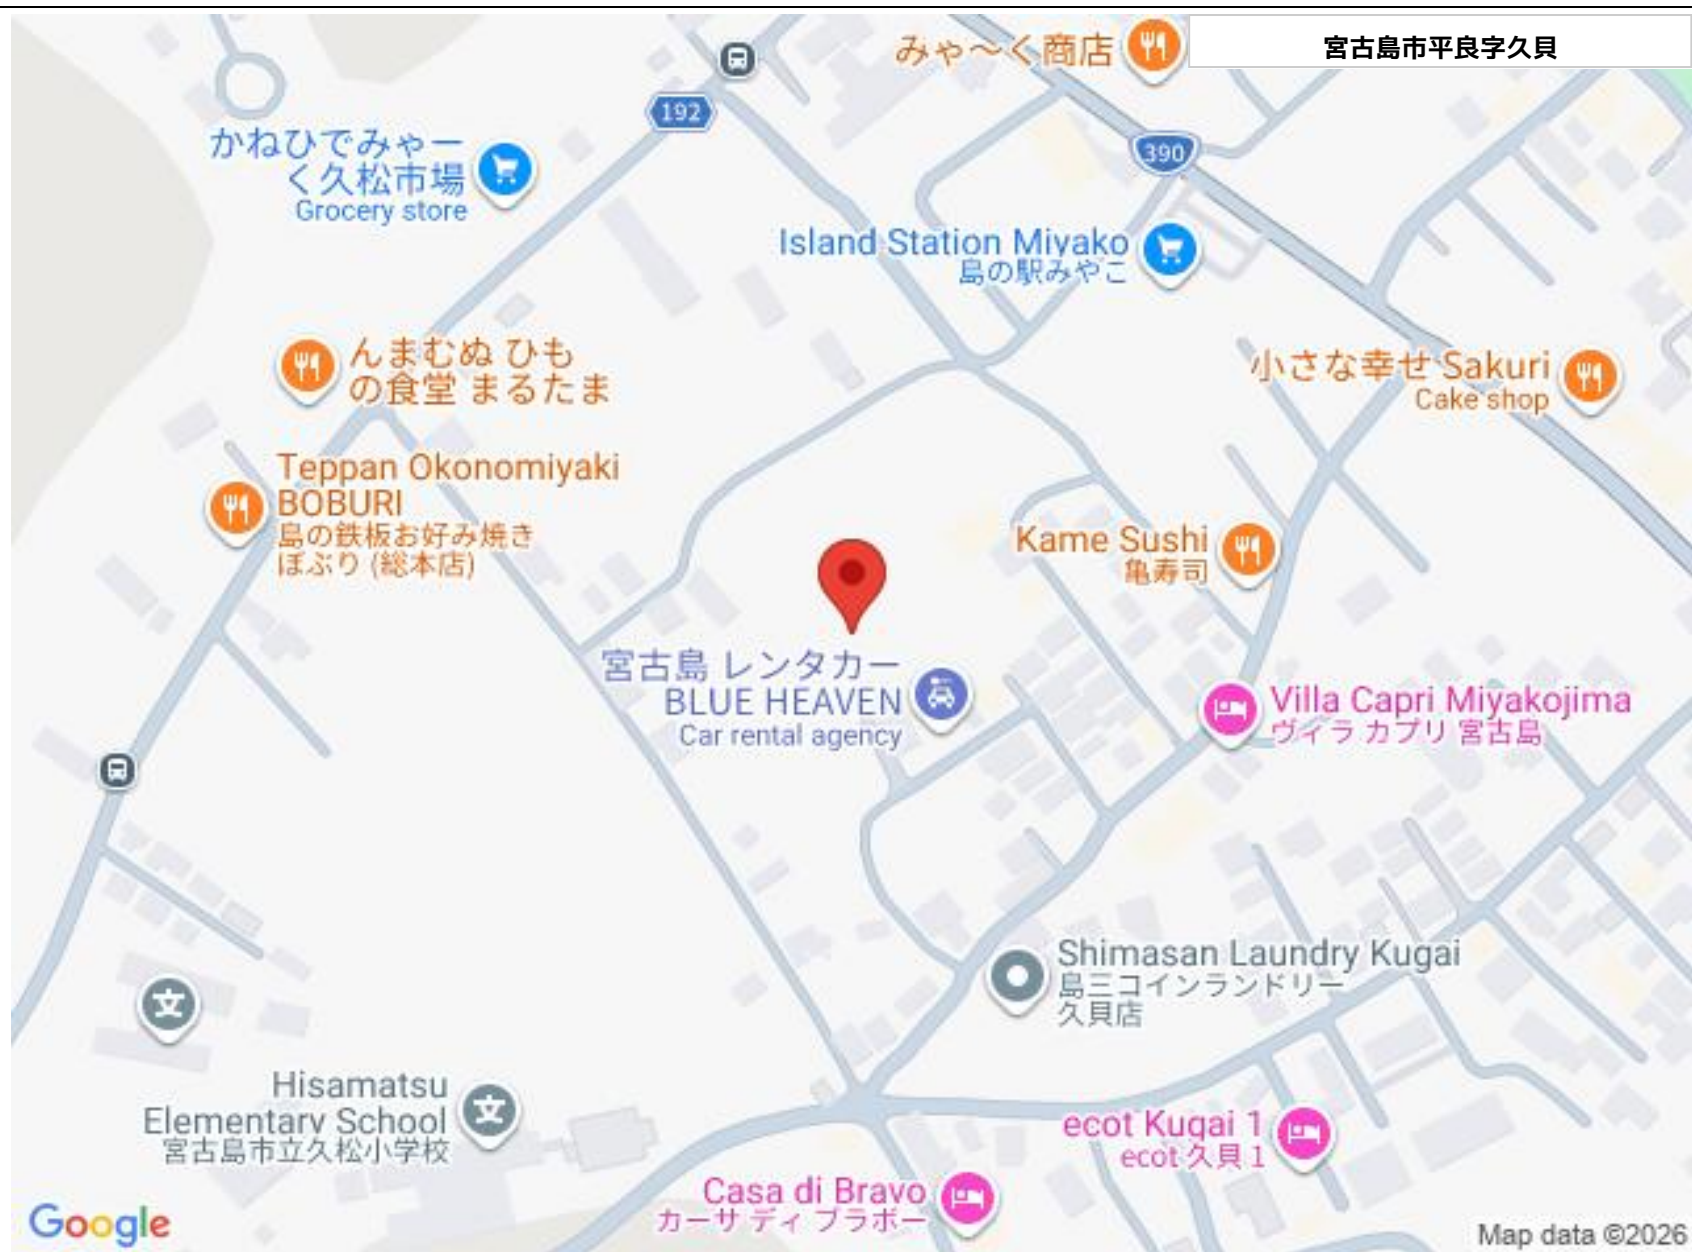 宮古島市平良字久貝
みゃ～く商店
192
390
かねひでみゃー
く久松市場
Grocery store
Island Station Miyako
島の駅みやこ
んまむぬ ひも
の食堂 まるたま
小さな幸せ Sakuri
Cake shop
Teppan Okonomiyaki
BOBURI
島の鉄板お好み焼き
ぼぶり (総本店)
Kame Sushi
亀寿司
宮古島 レンタカー
BLUE HEAVEN
Car rental agency
Villa Capri Miyakojima
ヴィラ カプリ 宮古島
Shimasan Laundry Kugai
島三コインランドリー
久貝店
文
Hisamatsu
Elementary School
宮古島市立久松小学校
文
ecot Kugai 1
ecot 久貝 1
Casa di Bravo
カーサ ディ ブラボー
Google
Map data ©2026